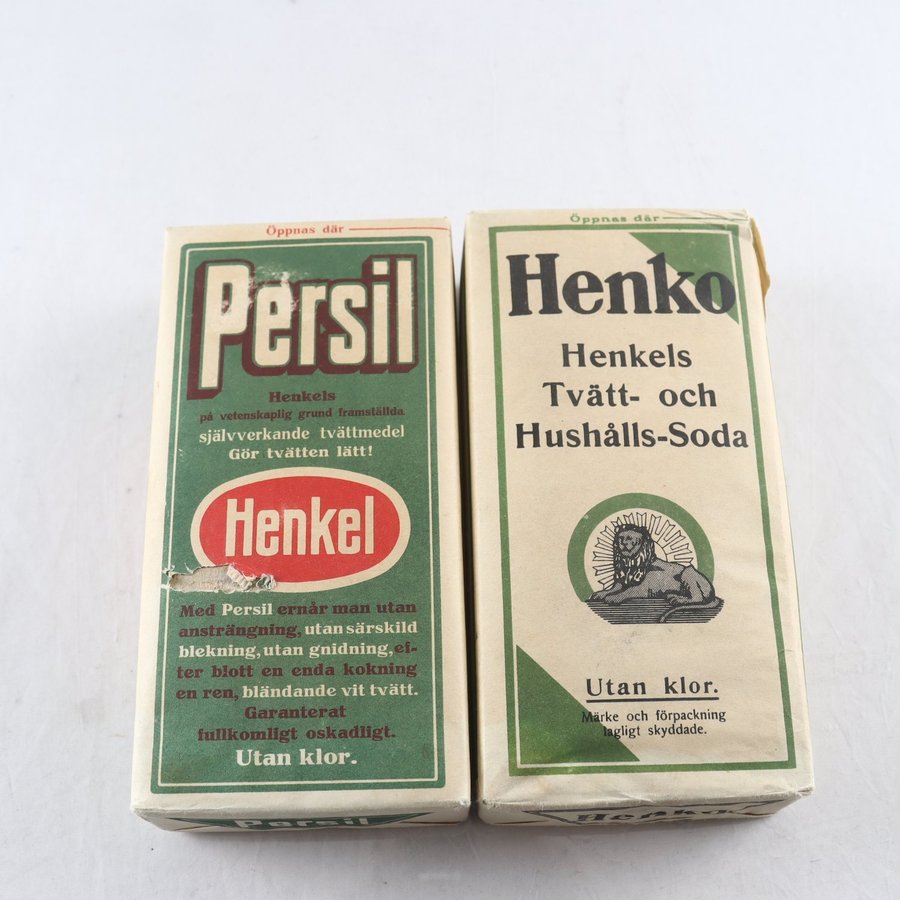 Öppnas där
Persil
Henkels
på vetenskaplig grund framställda
självverkande tvättmedel
Gör tvätten lätt!
Henkel
Med Persil ernår man utan
ansträngning, utan särskild
blekning, utan gnidning, ef-
ter blott en enda kokning
en ren, bländande vit tvätt.
Garanterat
fullkomligt oskadligt.
Utan klor.
Persil
Öppnas där
Henko
Henkels
Tvätt- och
Hushålls-Soda
Utan klor.
Märke och förpackning
lagligt skyddade.
Henko